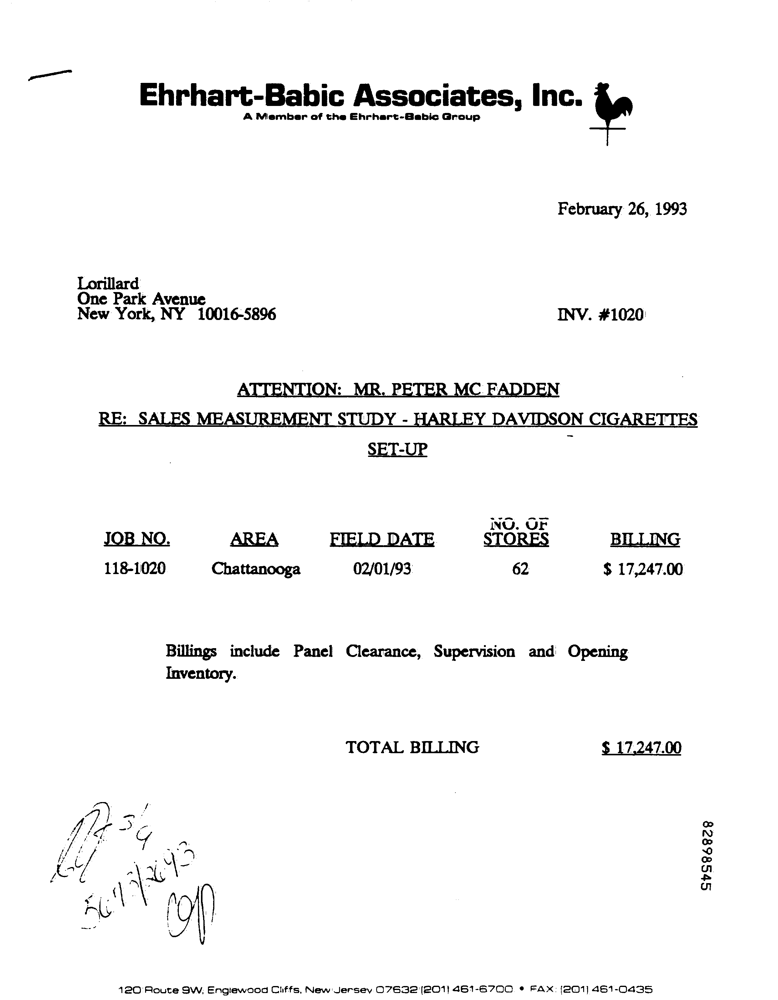 Ehrhart-Babic Associates, Inc.
A Member of the Ehrhart-Babic Group
February 26, 1993
Lorillard
One Park Avenue
New York, NY 10016-5896
INV. #1020
ATTENTION: MR. PETER MC FADDEN
RE: SALES MEASUREMENT STUDY - HARLEY DAVIDSON CIGARETTES
SET-UP
JOB NO. AREA FIELD DATE NO. OF STORES BILLING
118-1020 Chattanooga 02/01/93 62 $ 17,247.00
Billings include Panel Clearance, Supervision and Opening
Inventory.
TOTAL BILLING $ 17,247.00
3/9
82898545
120 Route 9W, Englewood Cliffs, New Jersey 07632 (201) 461-6700 • FAX: (201) 461-0435